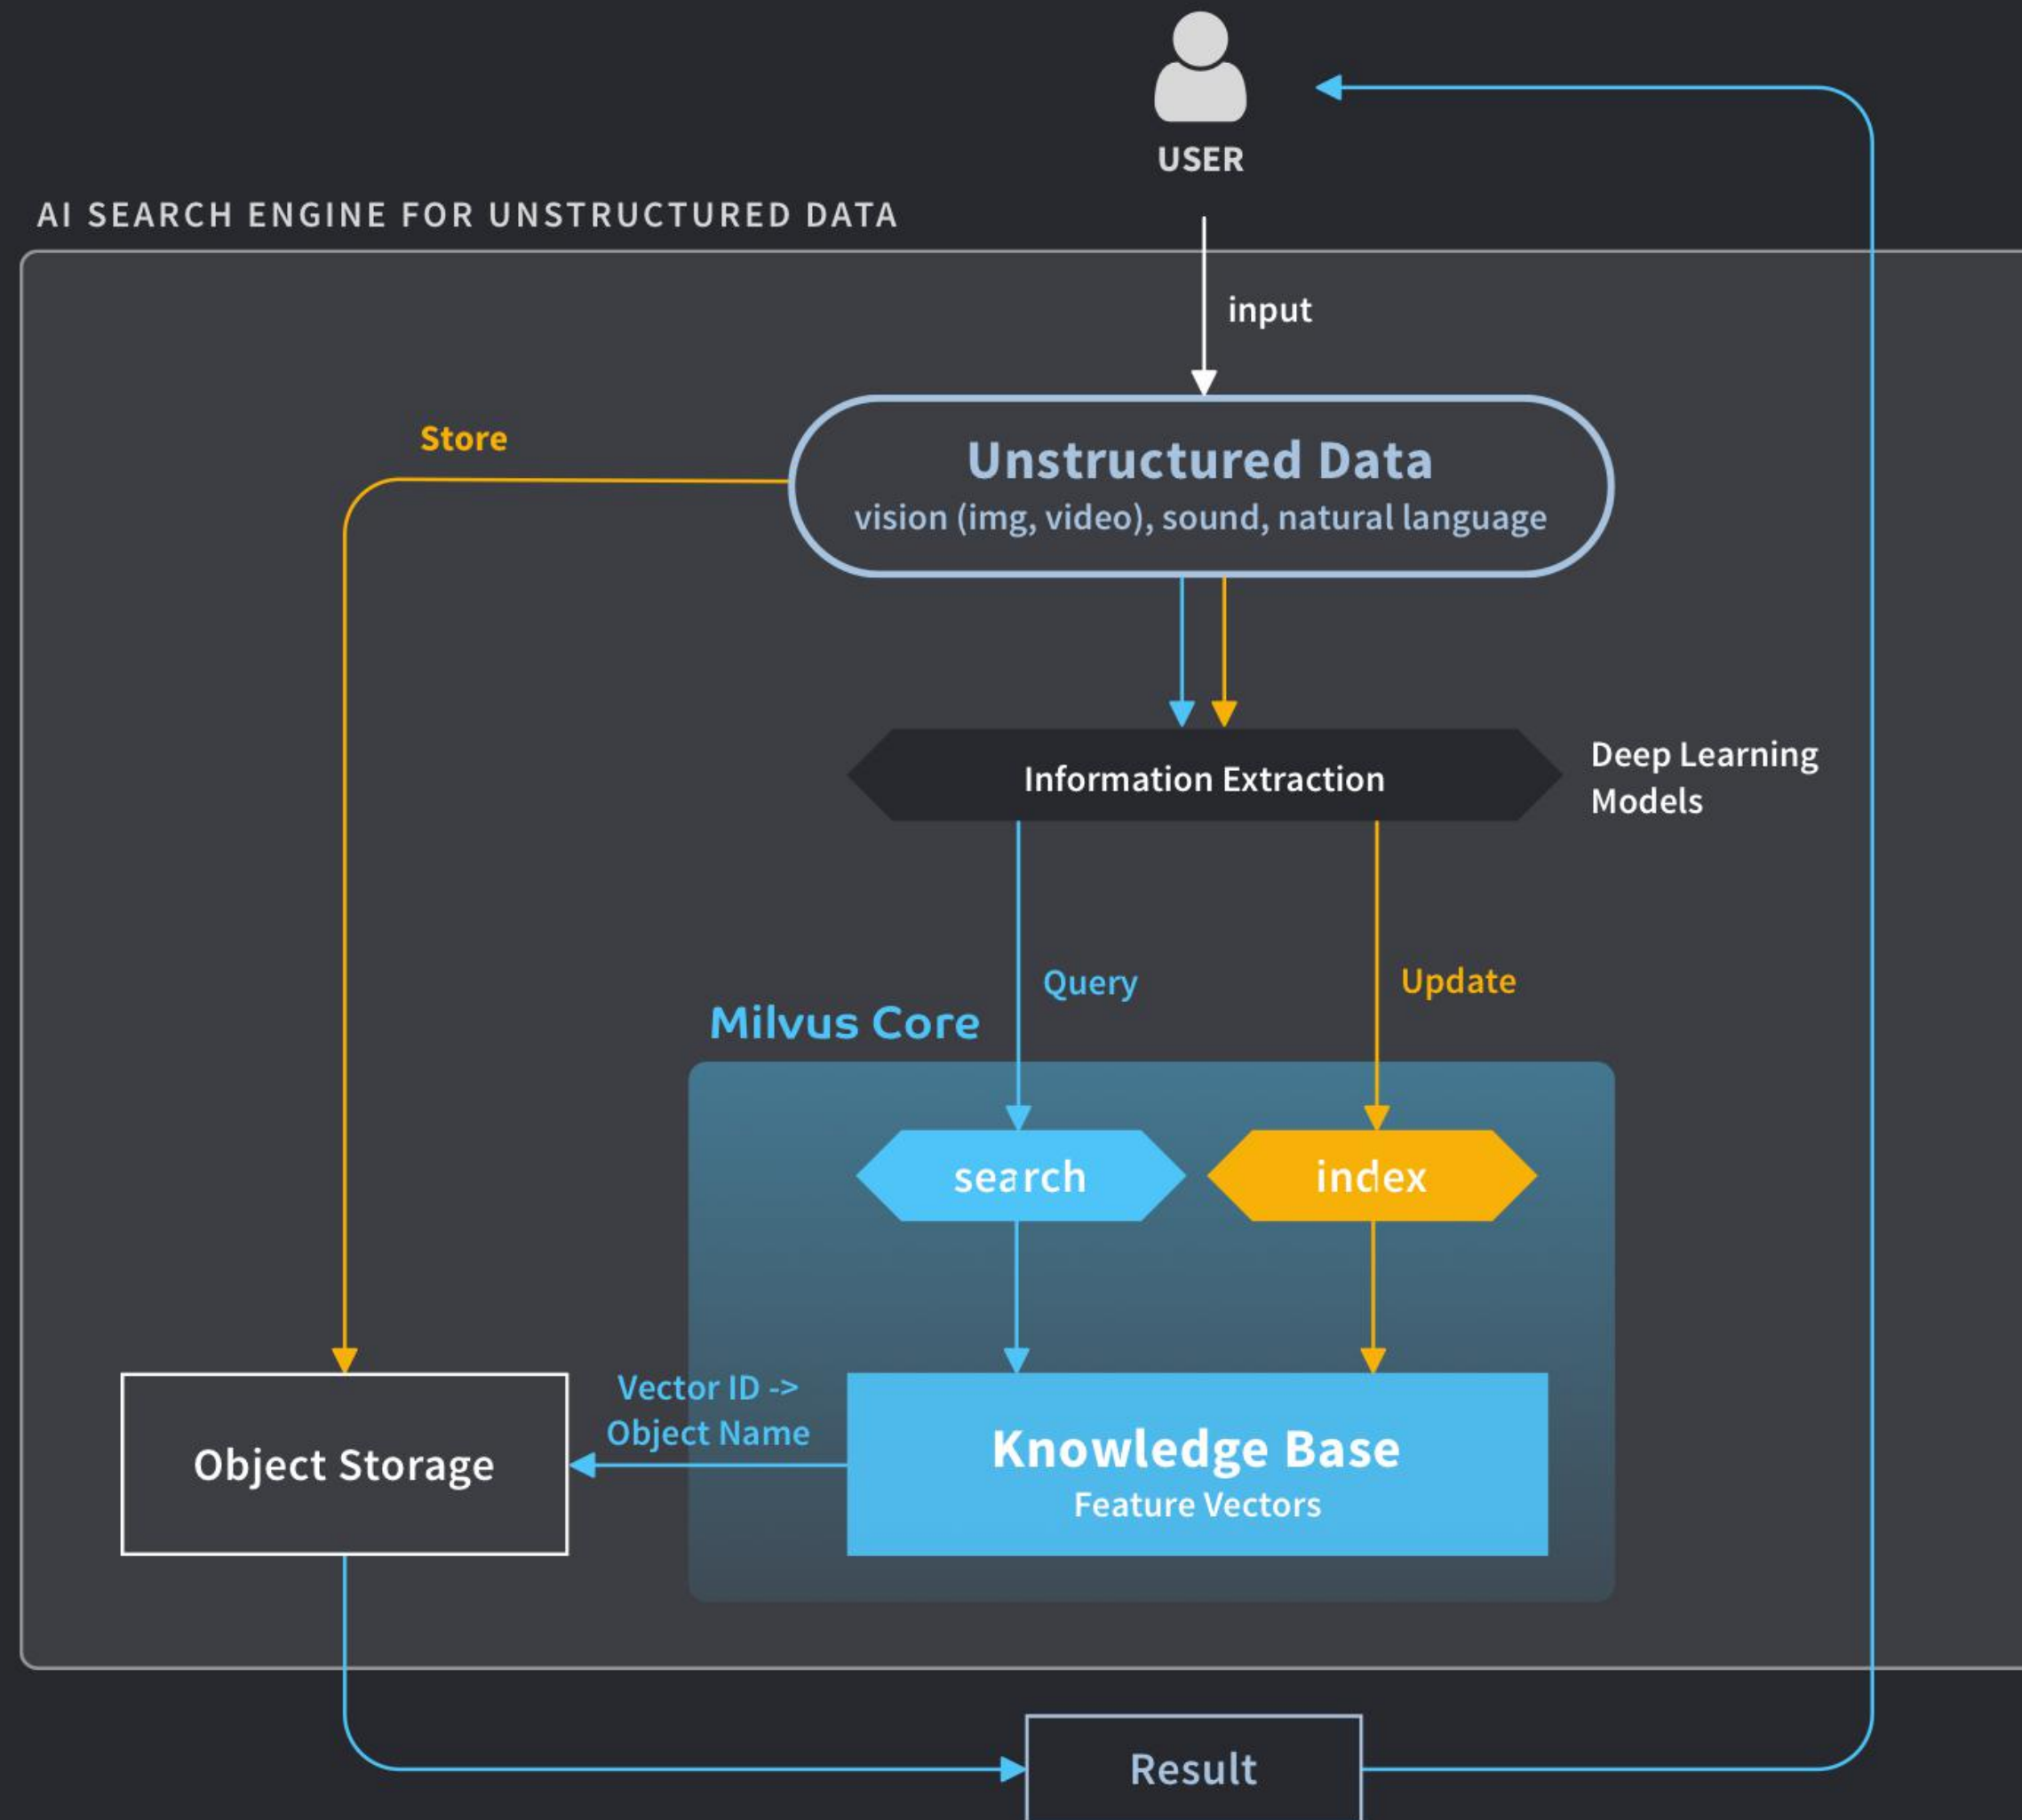 USER
AI SEARCH ENGINE FOR UNSTRUCTURED DATA
input
Store
Unstructured Data
vision (img, video), sound, natural language
Information Extraction
Deep Learning
Models
Query
Update
Milvus Core
search
index
Vector ID ->
Object Name
Object Storage
Knowledge Base
Feature Vectors
Result